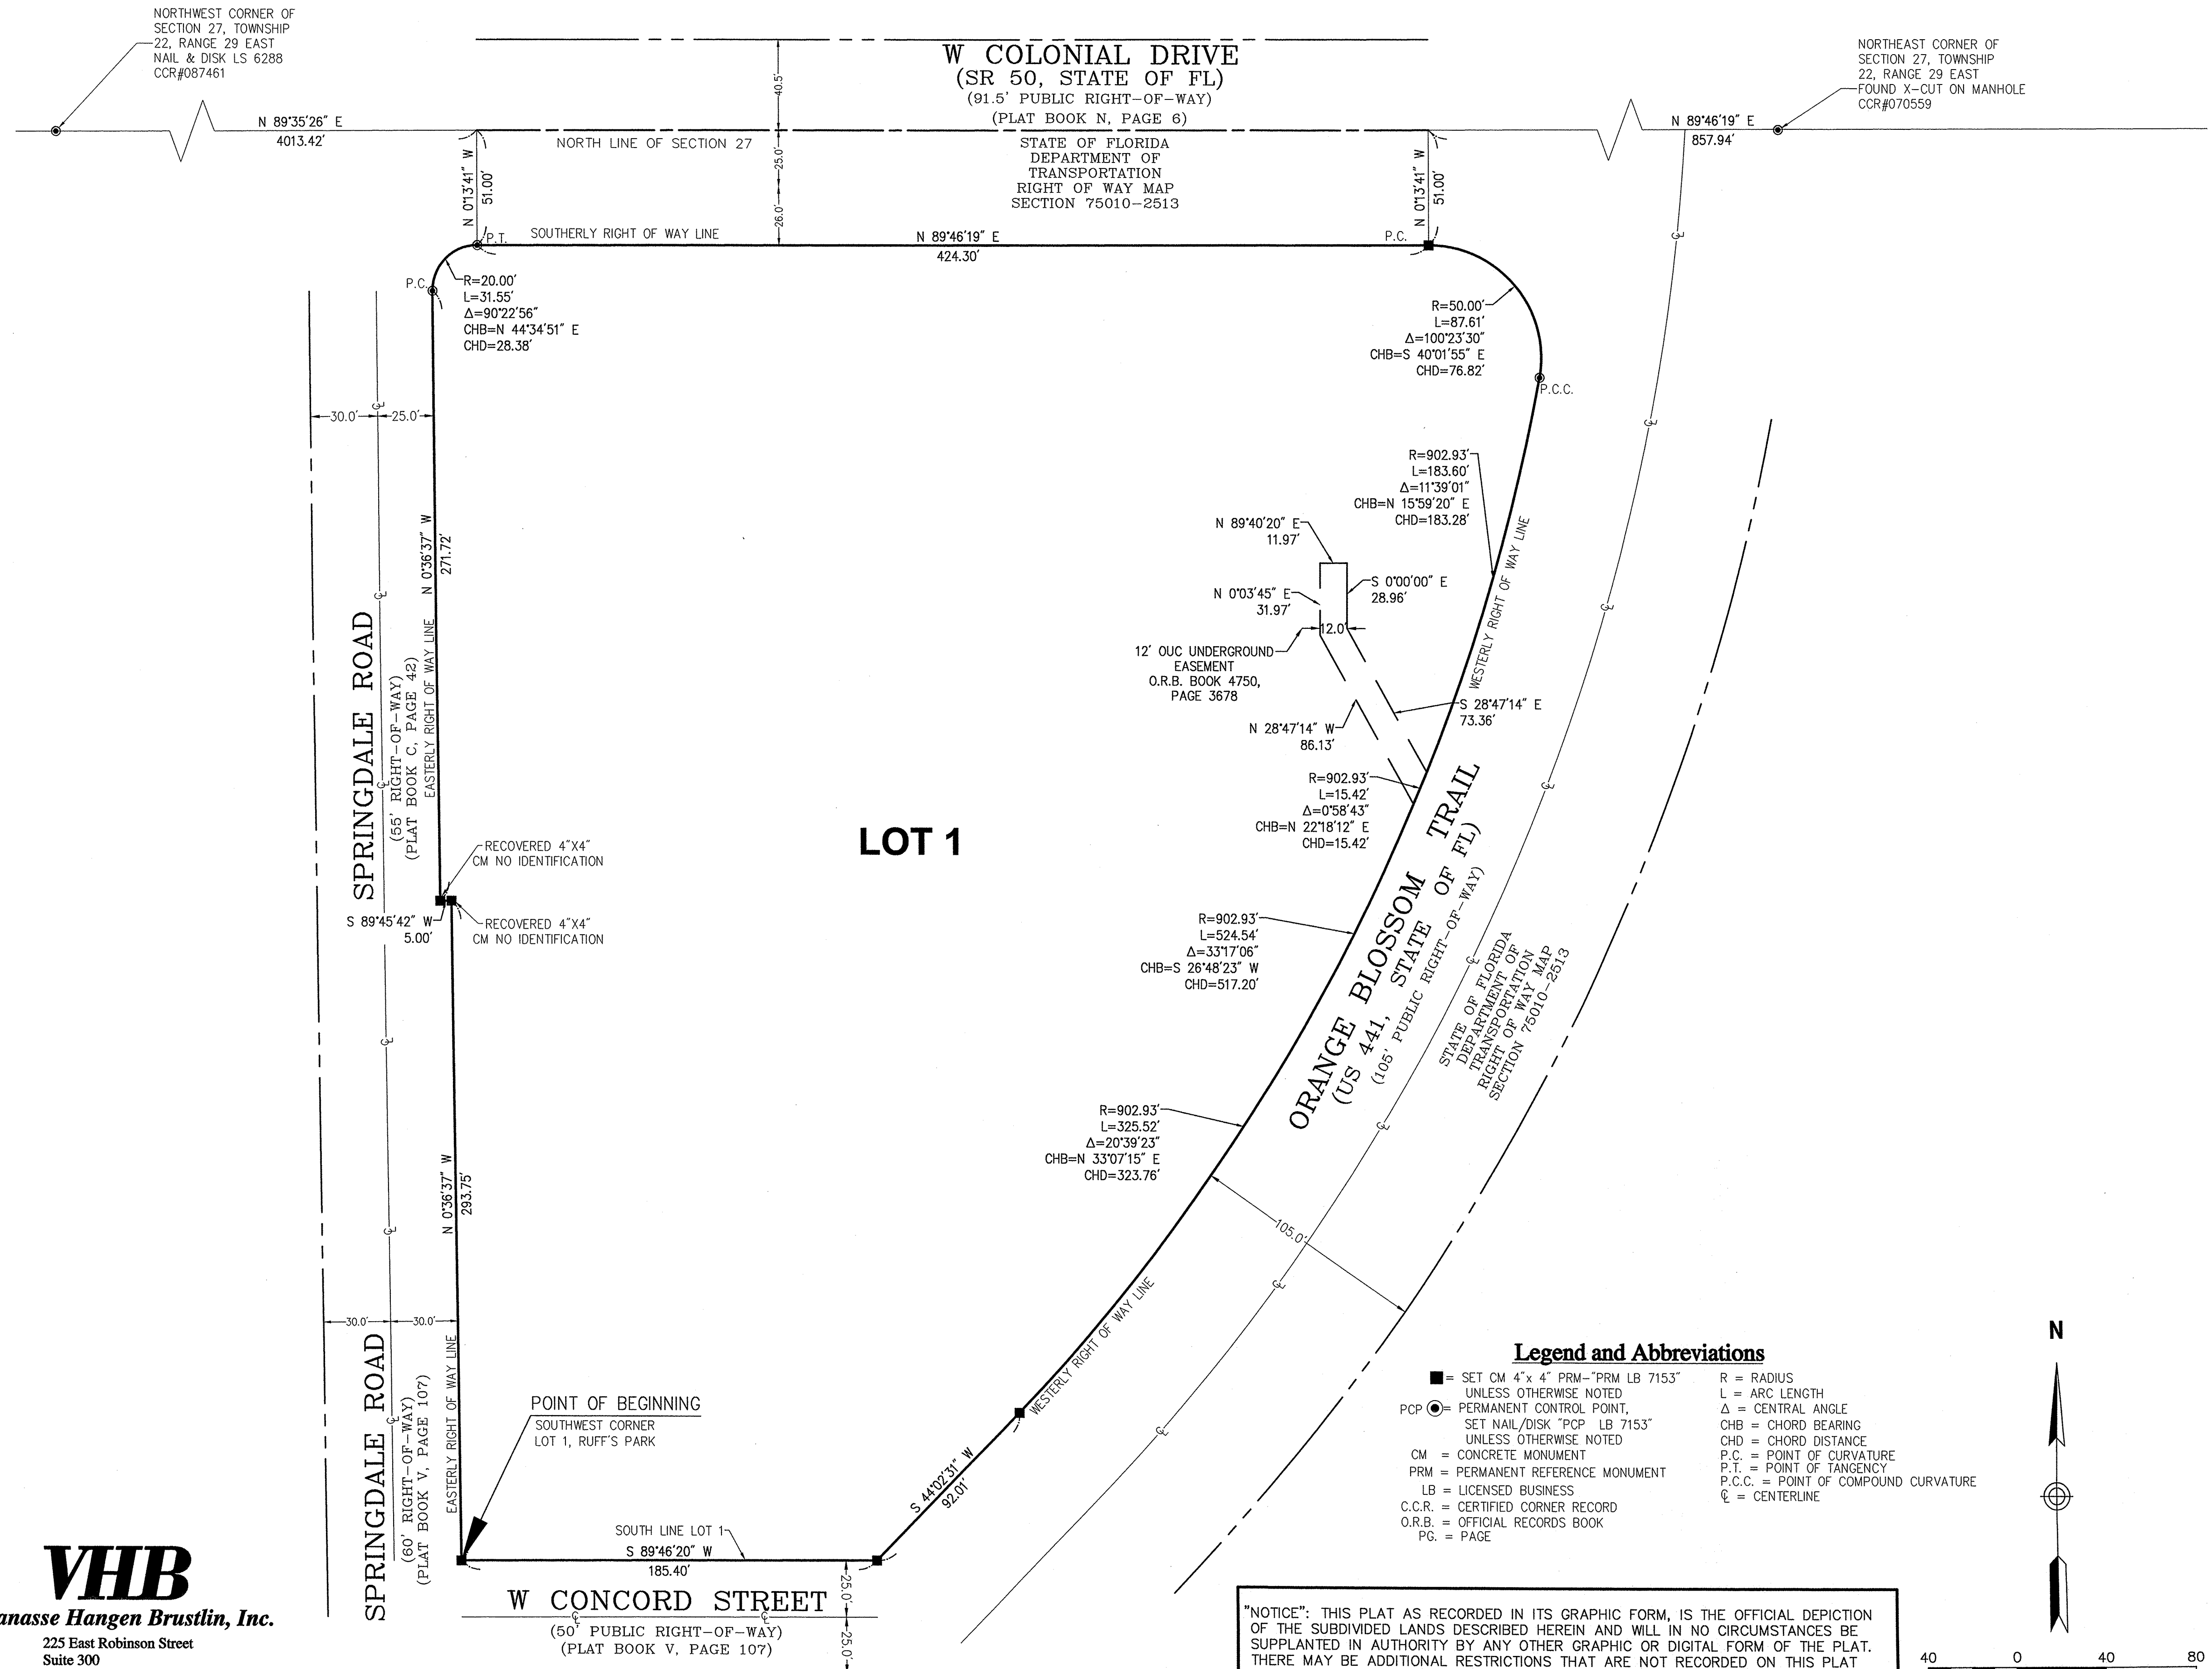 NORTHWEST CORNER OF
SECTION 27, TOWNSHIP
22, RANGE 29 EAST
NAIL & DISK LS 6288
CCR#087461
W COLONIAL DRIVE
(SR 50, STATE OF FL)
(91.5' PUBLIC RIGHT-OF-WAY)
(PLAT BOOK N, PAGE 6)
40.5'
NORTHEAST CORNER OF
SECTION 27, TOWNSHIP
22, RANGE 29 EAST
FOUND X-CUT ON MANHOLE
CCR#070559
N 89°35'26" E
4013.42'
N 89°46'19" E
857.94'
NORTH LINE OF SECTION 27
25.0'
26.0'
STATE OF FLORIDA
DEPARTMENT OF
TRANSPORTATION
RIGHT OF WAY MAP
SECTION 75010-2513
N 0°13'41" W
51.00'
N 0°13'41" W
51.00'
P.T.
SOUTHERLY RIGHT OF WAY LINE
N 89°46'19" E
424.30'
P.C.
P.C.
R=20.00'
L=31.55'
Δ=90°22'56"
CHB=N 44°34'51" E
CHD=28.38'
R=50.00'
L=87.61'
Δ=100°23'30"
CHB=S 40°01'55" E
CHD=76.82'
P.C.C.
30.0'
25.0'
R=902.93'
L=183.60'
Δ=11°39'01"
CHB=N 15°59'20" E
CHD=183.28'
WESTERLY RIGHT OF WAY LINE
N 89°40'20" E
11.97'
S 0°00'00" E
28.96'
N 0°03'45" E
31.97'
12.0'
12' OUC UNDERGROUND
EASEMENT
O.R.B. BOOK 4750,
PAGE 3678
S 28°47'14" E
73.36'
N 28°47'14" W
86.13'
R=902.93'
L=15.42'
Δ=0°58'43"
CHB=N 22°18'12" E
CHD=15.42'
N 0°36'37" W
271.72'
SPRINGDALE ROAD
(55' RIGHT-OF-WAY)
(PLAT BOOK C, PAGE 42)
EASTERLY RIGHT OF WAY LINE
LOT 1
RECOVERED 4"X4"
CM NO IDENTIFICATION
S 89°45'42" W
5.00'
RECOVERED 4"X4"
CM NO IDENTIFICATION
R=902.93'
L=524.54'
Δ=33°17'06"
CHB=S 26°48'23" W
CHD=517.20'
ORANGE BLOSSOM TRAIL
(US 441, STATE OF FL)
(105' PUBLIC RIGHT-OF-WAY)
STATE OF FLORIDA
DEPARTMENT OF
TRANSPORTATION
RIGHT OF WAY MAP
SECTION 75010-2513
R=902.93'
L=325.52'
Δ=20°39'23"
CHB=N 33°07'15" E
CHD=323.76'
105.0'
N 0°36'37" W
293.75'
30.0'
30.0'
SPRINGDALE ROAD
(60' RIGHT-OF-WAY)
(PLAT BOOK V, PAGE 107)
EASTERLY RIGHT OF WAY LINE
POINT OF BEGINNING
SOUTHWEST CORNER
LOT 1, RUFF'S PARK
WESTERLY RIGHT OF WAY LINE
S 44°02'31" W
92.01'
SOUTH LINE LOT 1
S 89°46'20" W
185.40'
W CONCORD STREET
(50' PUBLIC RIGHT-OF-WAY)
(PLAT BOOK V, PAGE 107)
25.0'
25.0'
Legend and Abbreviations
■= SET CM 4"x 4" PRM-"PRM LB 7153"
UNLESS OTHERWISE NOTED
PCP = PERMANENT CONTROL POINT,
SET NAIL/DISK "PCP LB 7153"
UNLESS OTHERWISE NOTED
CM = CONCRETE MONUMENT
PRM = PERMANENT REFERENCE MONUMENT
LB = LICENSED BUSINESS
C.C.R. = CERTIFIED CORNER RECORD
O.R.B. = OFFICIAL RECORDS BOOK
PG. = PAGE
R = RADIUS
L = ARC LENGTH
Δ = CENTRAL ANGLE
CHB = CHORD BEARING
CHD = CHORD DISTANCE
P.C. = POINT OF CURVATURE
P.T. = POINT OF TANGENCY
P.C.C. = POINT OF COMPOUND CURVATURE
℄ = CENTERLINE
N
VHB
anasse Hangen Brustlin, Inc.
225 East Robinson Street
Suite 300
"NOTICE": THIS PLAT AS RECORDED IN ITS GRAPHIC FORM, IS THE OFFICIAL DEPICTION
OF THE SUBDIVIDED LANDS DESCRIBED HEREIN AND WILL IN NO CIRCUMSTANCES BE
SUPPLANTED IN AUTHORITY BY ANY OTHER GRAPHIC OR DIGITAL FORM OF THE PLAT.
THERE MAY BE ADDITIONAL RESTRICTIONS THAT ARE NOT RECORDED ON THIS PLAT
40 0 40 80